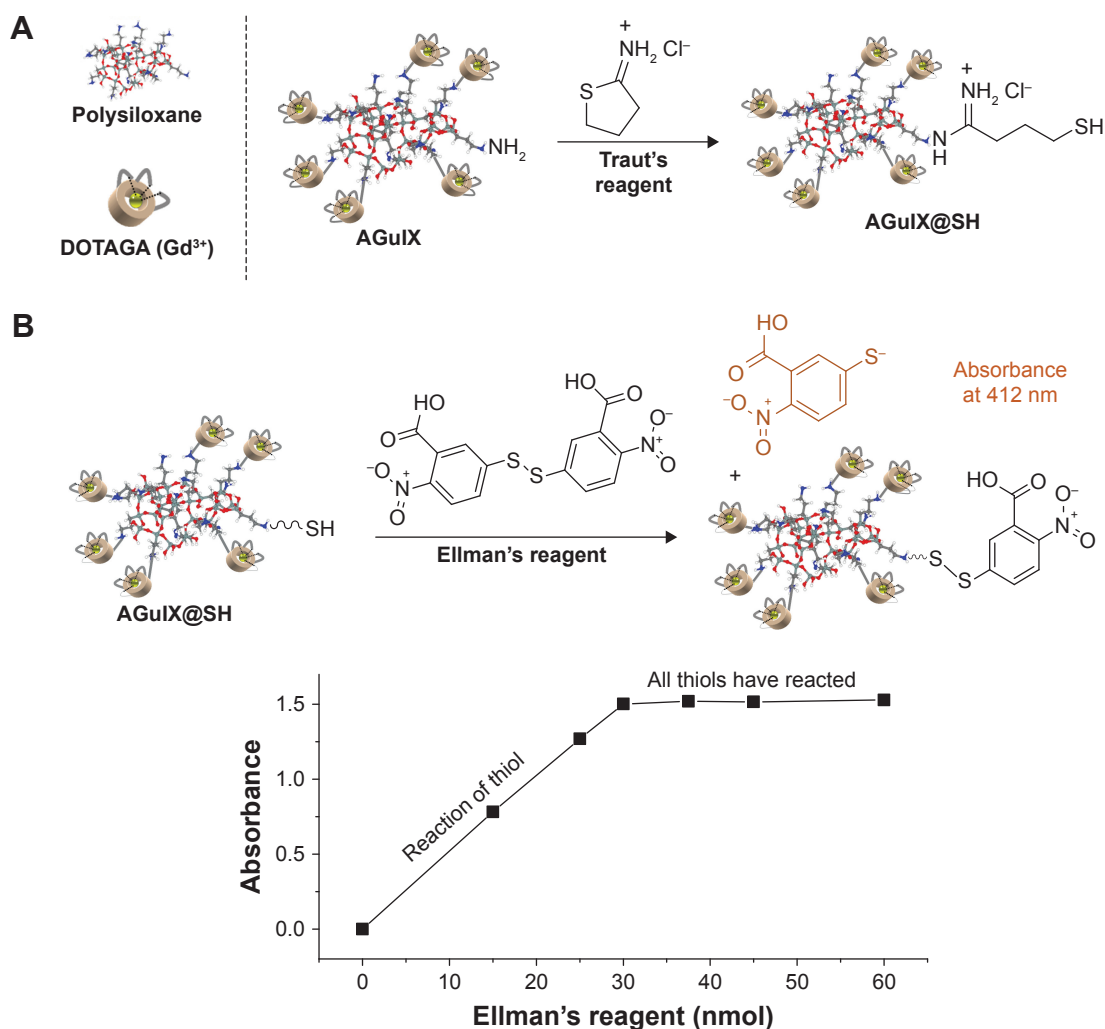 A
Polysiloxane
DOTAGA (Gd³⁺)
AGuIX
NH₂
+
NH₂ Cl⁻
S
Traut's
reagent
+
NH₂ Cl⁻
N
H
SH
AGuIX@SH
B
SH
AGuIX@SH
HO
O
O⁻
N⁺
O
S
S
HO
O
O⁻
N⁺
O
Ellman's reagent
HO
O
S⁻
O⁻
N⁺
O
Absorbance
at 412 nm
+
S
S
HO
O
O⁻
N⁺
O
All thiols have reacted
Reaction of thiol
Absorbance
1.5
1.0
0.5
0.0
0 10 20 30 40 50 60
Ellman's reagent (nmol)